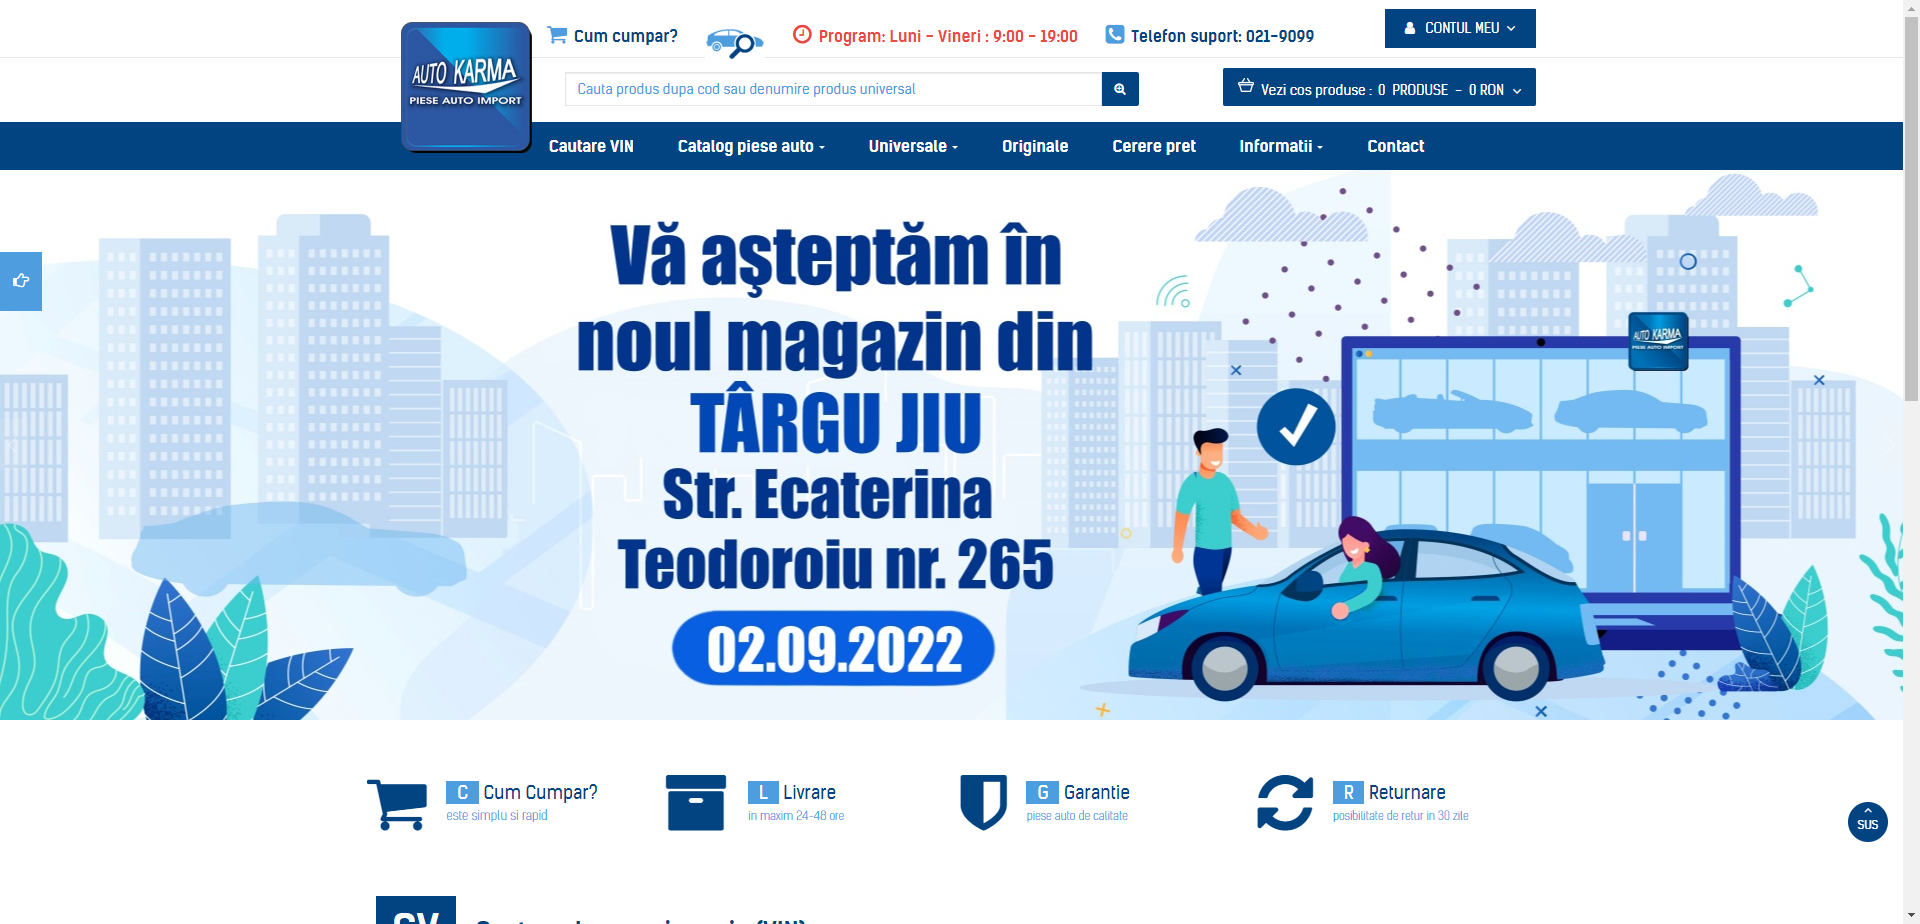 Cum cumpar?
Program: Luni - Vineri : 9:00 - 19:00
Telefon suport: 021-9099
CONTUL MEU
AUTO KARMA
PIESE AUTO IMPORT
Cauta produs dupa cod sau denumire produs universal
Vezi cos produse : 0 PRODUSE - 0 RON
Cautare VIN
Catalog piese auto
Universale
Originale
Cerere pret
Informatii
Contact
Vă aşteptăm în
noul magazin din
TÂRGU JIU
Str. Ecaterina
Teodoroiu nr. 265
02.09.2022
AUTO KARMA
PIESE AUTO IMPORT
C Cum Cumpar?
este simplu si rapid
L Livrare
in maxim 24-48 ore
G Garantie
piese auto de calitate
R Returnare
posibilitate de retur in 30 zile
SUS